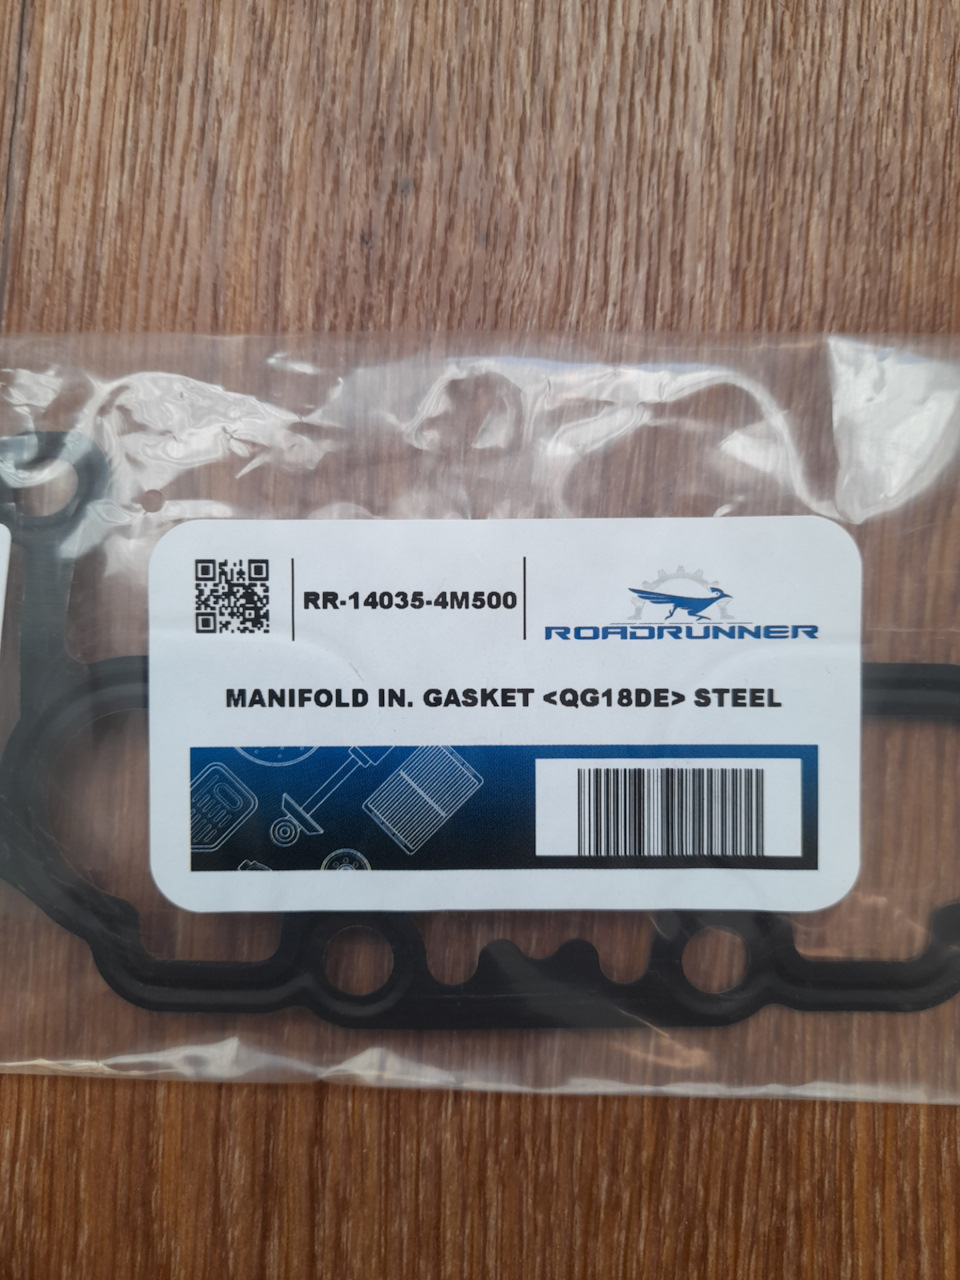 RR-14035-4M500
ROADRUNNER
MANIFOLD IN. GASKET <QG18DE> STEEL